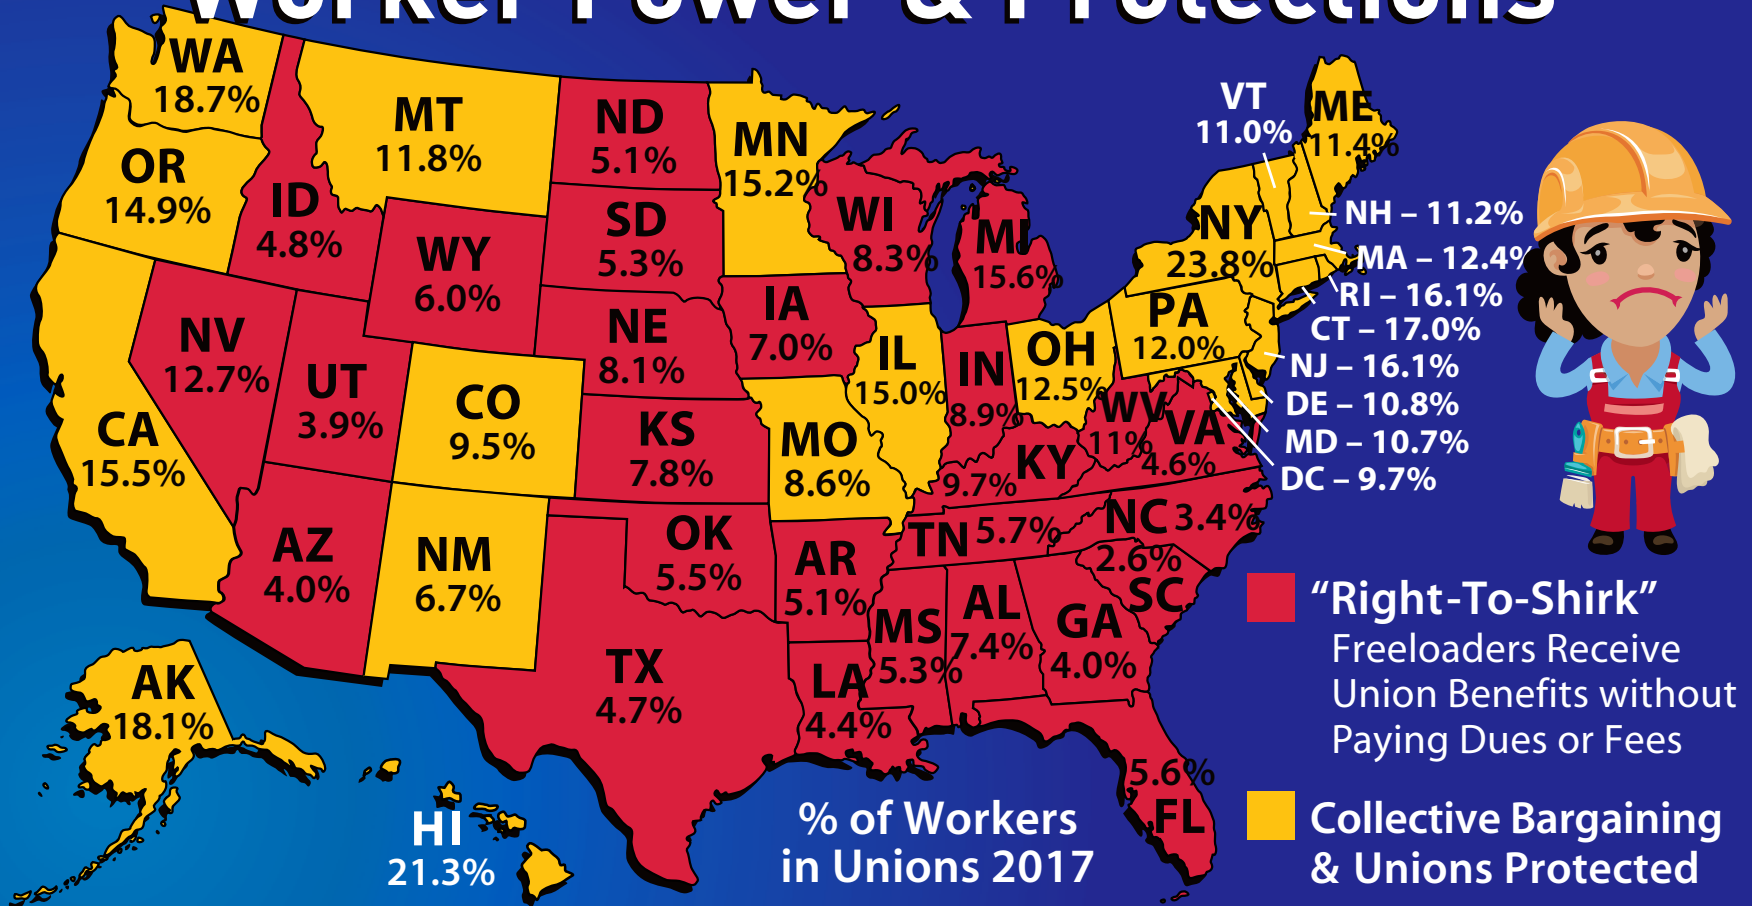 Worker Power & Protections
WA
18.7%
OR
14.9%
CA
15.5%
NV
12.7%
ID
4.8%
MT
11.8%
WY
6.0%
UT
3.9%
CO
9.5%
AZ
4.0%
NM
6.7%
ND
5.1%
SD
5.3%
NE
8.1%
KS
7.8%
OK
5.5%
TX
4.7%
MN
15.2%
IA
7.0%
MO
8.6%
AR
5.1%
LA
4.4%
WI
8.3%
IL
15.0%
MI
15.6%
IN
8.9%
OH
12.5%
KY
9.7%
TN 5.7%
MS
5.3%
AL
7.4%
GA
4.0%
FL
5.6%
SC
2.6%
NC 3.4%
VA
4.6%
WV
11%
PA
12.0%
NY
23.8%
VT
11.0%
ME
11.4%
NH – 11.2%
MA – 12.4%
RI – 16.1%
CT – 17.0%
NJ – 16.1%
DE – 10.8%
MD – 10.7%
DC – 9.7%
AK
18.1%
HI
21.3%
% of Workers
in Unions 2017
“Right-To-Shirk”
Freeloaders Receive
Union Benefits without
Paying Dues or Fees
Collective Bargaining
& Unions Protected